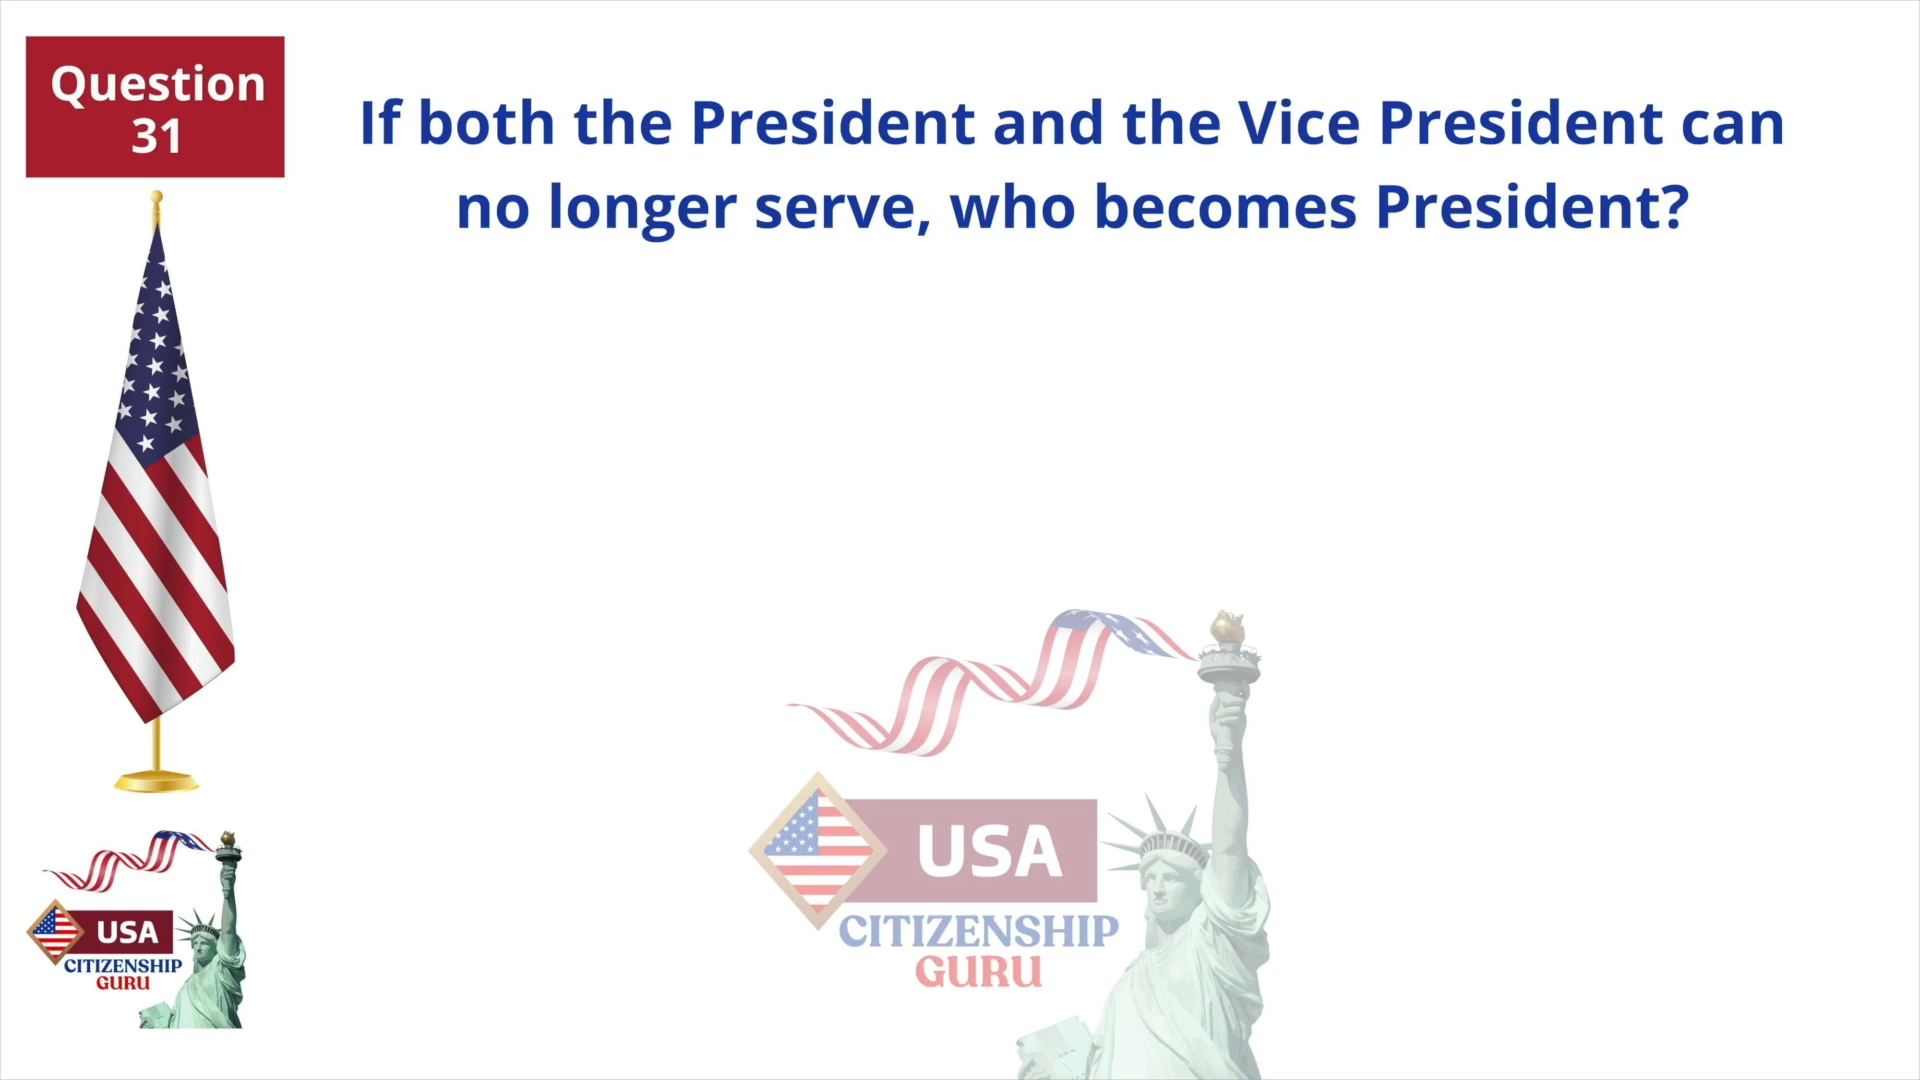 Question
31
If both the President and the Vice President can
no longer serve, who becomes President?
USA
CITIZENSHIP
GURU
USA
CITIZENSHIP
GURU